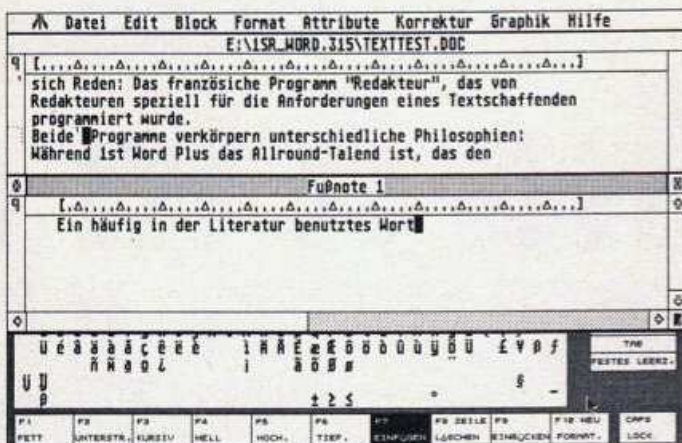 Datei Edit Block Format Attribute Korrektur Graphik Hilfe
E:\1SR_WORD.315\TEXTTEST.DOC
sich Reden: Das französiche Programm "Redakteur", das von
Redakteuren speziell für die Anforderungen eines Textschaffenden
programmiert wurde.
Beide Programme verkörpern unterschiedliche Philosophien:
Während 1st Word Plus das Allround-Talend ist, das den
Fußnote 1
Ein häufig in der Literatur benutztes Wort
TAB
FESTES LEERZ.
F1 F2 F3 F4 F5 F6 F7 F8 ZEILE F9 F10 NEU CAPS
FETT UNTERSTR. KURSIV HELL HOCH. TIEF. EINFÜGEN LÖSCHEN EINRÜCKEN FORMAT. LOCK